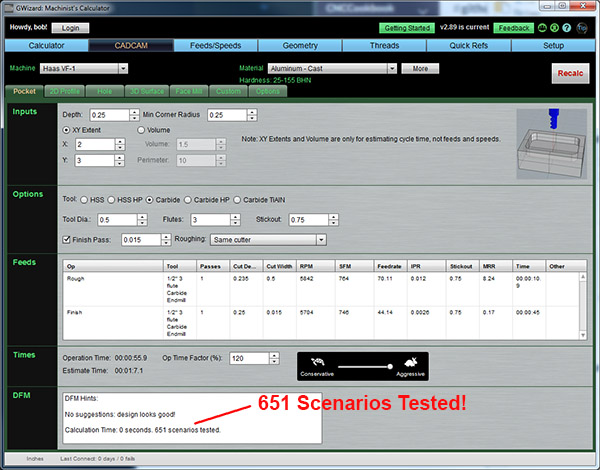 GWizard: Machinist's Calculator
Howdy, bob! Login Getting Started v2.89 is current Feedback
Calculator CADCAM Feeds/Speeds Geometry Threads Quick Refs Setup
Machine Haas VF-1 Material Aluminum - Cast More Recalc
Hardness: 25-155 BHN
Pocket 2D Profile Hole 3D Surface Face Mill Custom Options
Inputs
Depth: 0.25 Min Corner Radius 0.25
XY Extent Volume
X: 2 Volume: 1.5
Note: XY Extents and Volume are only for estimating cycle time, not feeds and speeds.
Y: 3 Perimeter: 10
Options
Tool: HSS HSS HP Carbide Carbide HP Carbide TiAlN
Tool Dia.: 0.5 Flutes: 3 Stickout: 0.75
Finish Pass: 0.015 Roughing: Same cutter
Feeds
Op Tool Passes Cut De... Cut Width RPM SFM Feedrate IPR Stickout MRR Time Other
Rough 1/2" 3 flute Carbide Endmill 1 0.235 0.5 5842 764 70.11 0.012 0.75 8.24 00:00:10.9
Finish 1/2" 3 flute Carbide Endmill 1 0.25 0.015 5704 746 44.14 0.0026 0.75 0.17 00:00:45
Times
Operation Time: 00:00:55.9 Op Time Factor (%): 120
Estimate Time: 00:01:7.1
Conservative Aggressive
DFM
DFM Hints:
No suggestions: design looks good!
Calculation Time: 0 seconds. 651 scenarios tested.
651 Scenarios Tested!
Inches Last Connect: 0 days / 0 fails